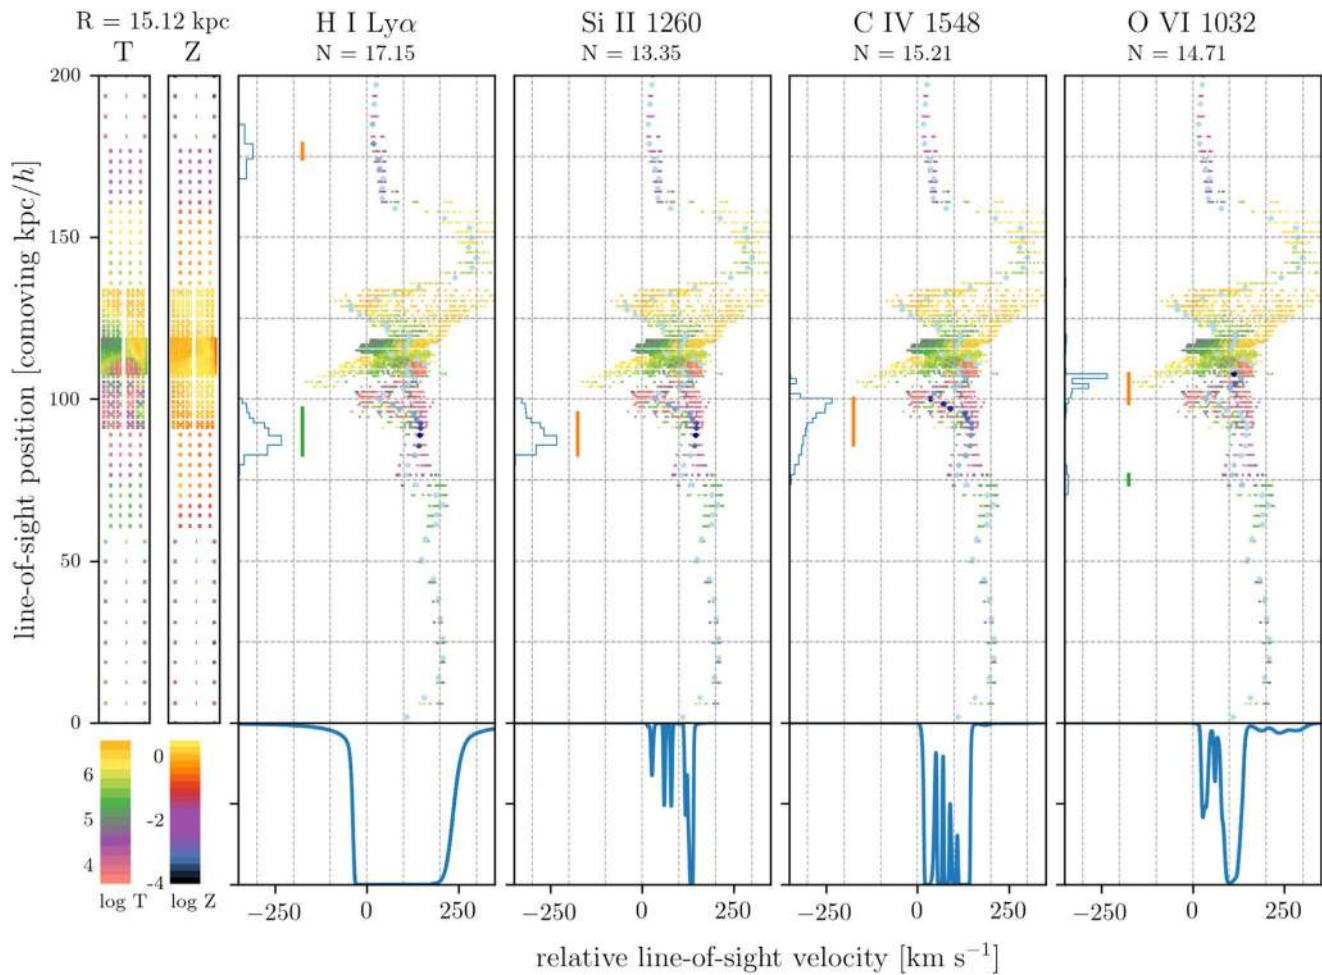 R = 15.12 kpc
T Z
H I Lyα
N = 17.15
Si II 1260
N = 13.35
C IV 1548
N = 15.21
O VI 1032
N = 14.71
line-of-sight position [comoving kpc/h]
200
150
100
50
0
6
5
4
log T
0
-2
-4
log Z
−250 0 250
−250 0 250
−250 0 250
−250 0 250
relative line-of-sight velocity [km s⁻¹]